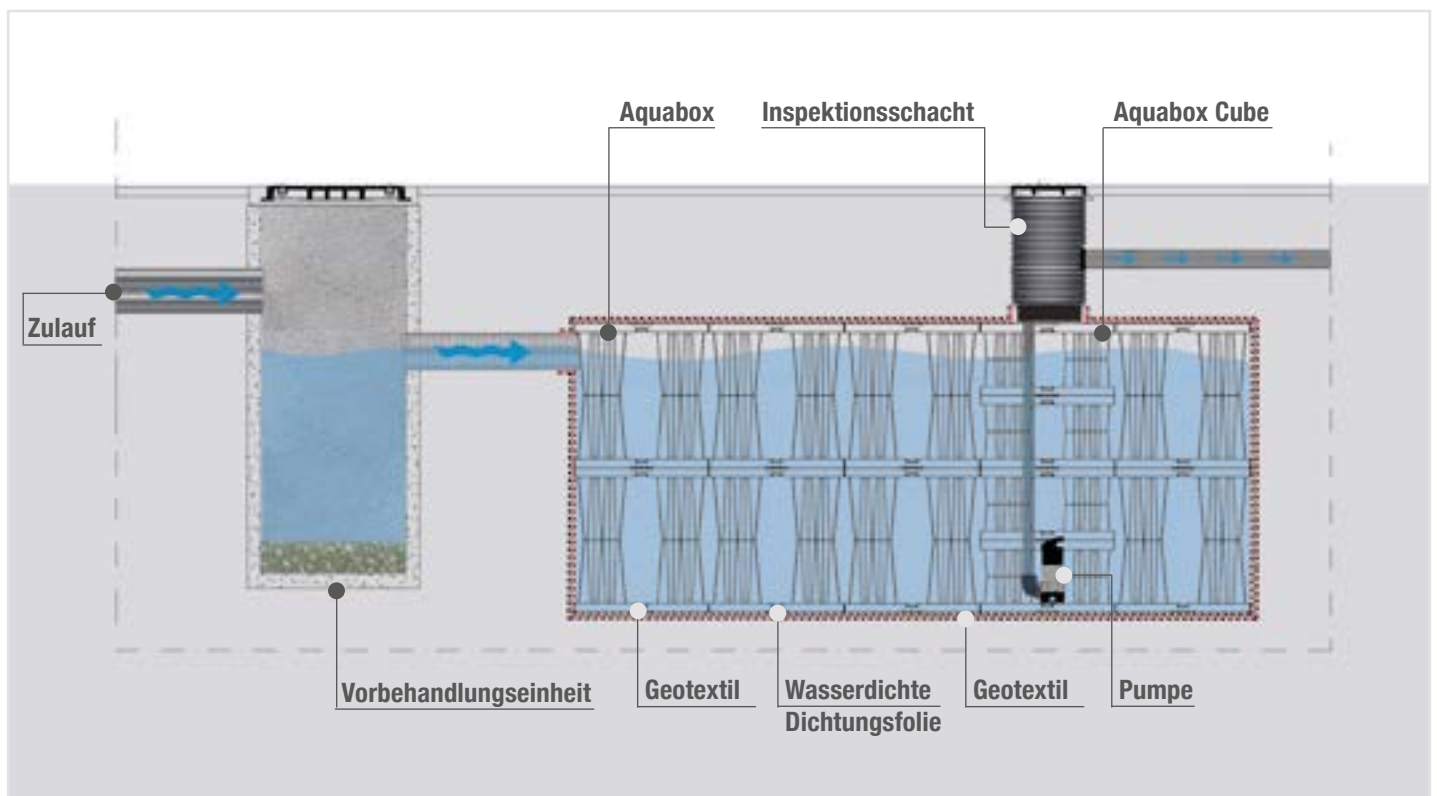 Aquabox
Inspektionsschacht
Aquabox Cube
Zulauf
Vorbehandlungseinheit
Geotextil
Wasserdichte
Dichtungsfolie
Geotextil
Pumpe